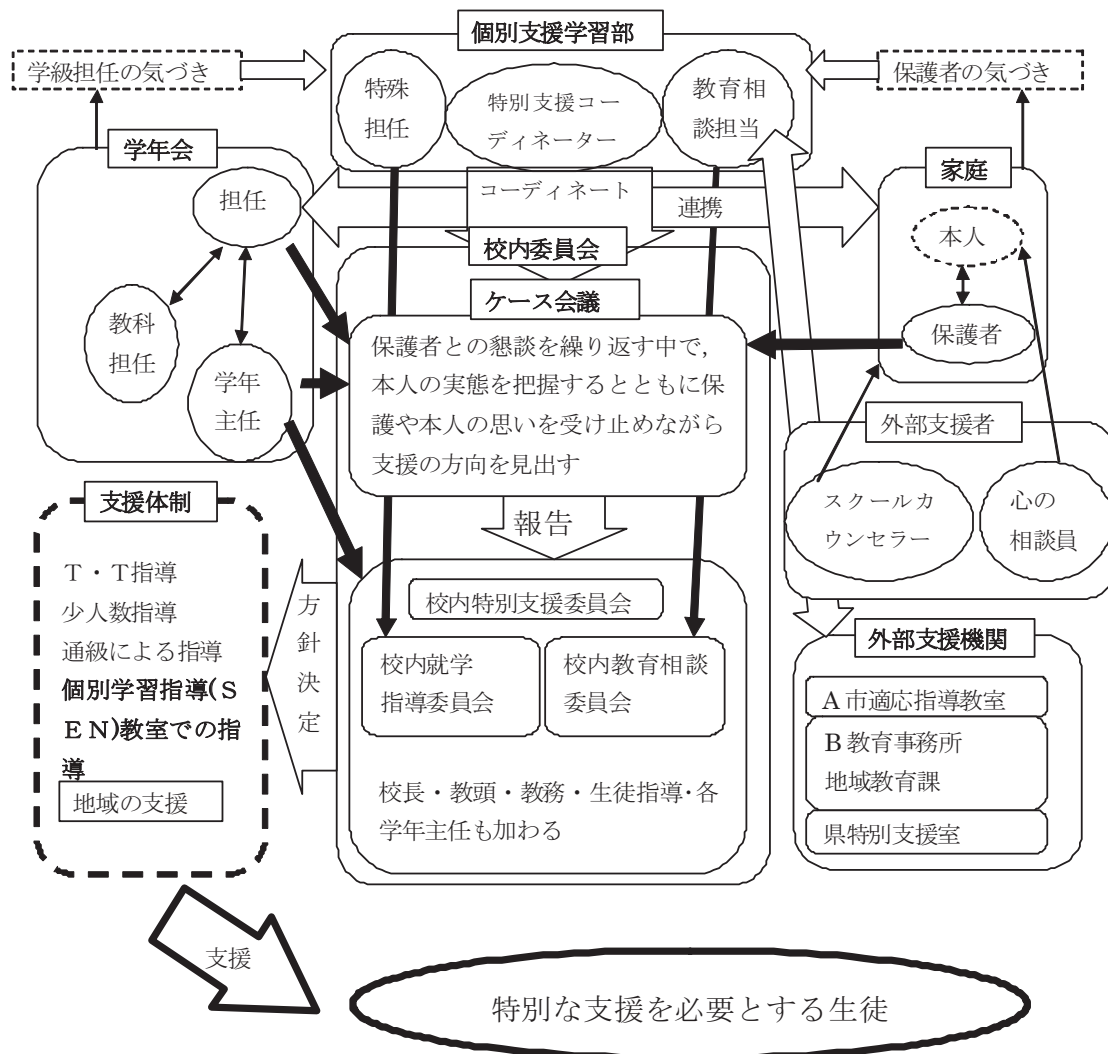 個別支援学習部
学級担任の気づき
保護者の気づき
特殊
担任
特別支援コー
ディネーター
教育相
談担当
学年会
担任
教科
担任
学年
主任
コーディネート
連携
家庭
本人
保護者
校内委員会
ケース会議
保護者との懇談を繰り返す中で,
本人の実態を把握するとともに保
護や本人の思いを受け止めながら
支援の方向を見出す
外部支援者
スクールカ
ウンセラー
心の
相談員
報告
支援体制
T・T指導
少人数指導
通級による指導
個別学習指導(S
EN)教室での指
導
地域の支援
方
針
決
定
校内特別支援委員会
校内就学
指導委員会
校内教育相談
委員会
校長・教頭・教務・生徒指導・各
学年主任も加わる
外部支援機関
A市適応指導教室
B教育事務所
地域教育課
県特別支援室
支援
特別な支援を必要とする生徒